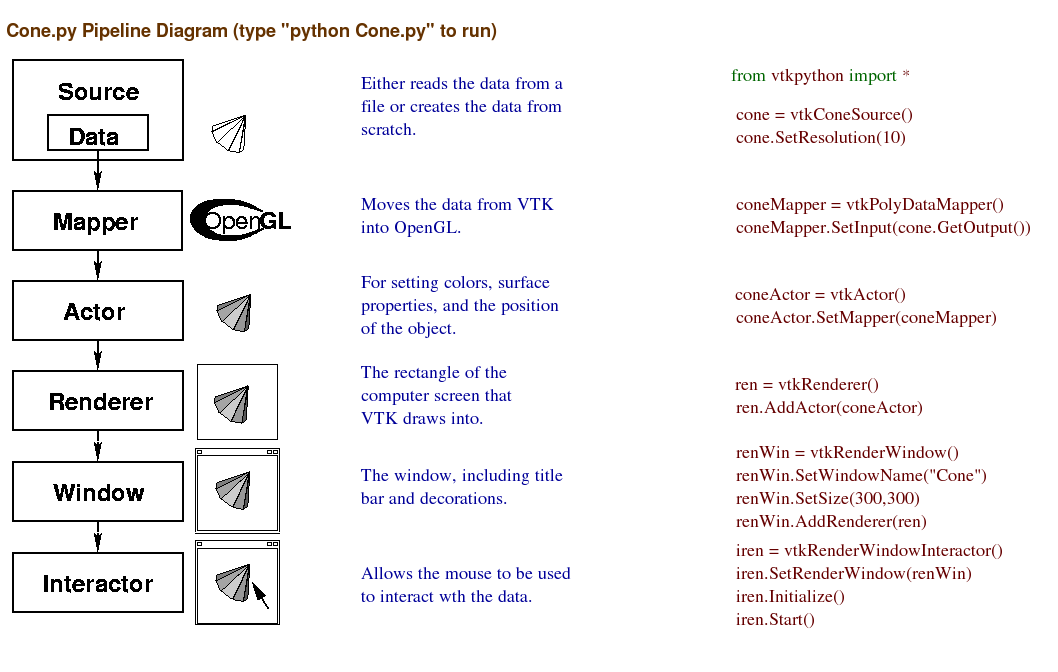 Cone.py Pipeline Diagram (type "python Cone.py" to run)
Source
Data
Either reads the data from a
file or creates the data from
scratch.
from vtkpython import *
cone = vtkConeSource()
cone.SetResolution(10)
Mapper
OpenGL
Moves the data from VTK
into OpenGL.
coneMapper = vtkPolyDataMapper()
coneMapper.SetInput(cone.GetOutput())
Actor
For setting colors, surface
properties, and the position
of the object.
coneActor = vtkActor()
coneActor.SetMapper(coneMapper)
Renderer
The rectangle of the
computer screen that
VTK draws into.
ren = vtkRenderer()
ren.AddActor(coneActor)
Window
The window, including title
bar and decorations.
renWin = vtkRenderWindow()
renWin.SetWindowName("Cone")
renWin.SetSize(300,300)
renWin.AddRenderer(ren)
Interactor
Allows the mouse to be used
to interact wth the data.
iren = vtkRenderWindowInteractor()
iren.SetRenderWindow(renWin)
iren.Initialize()
iren.Start()